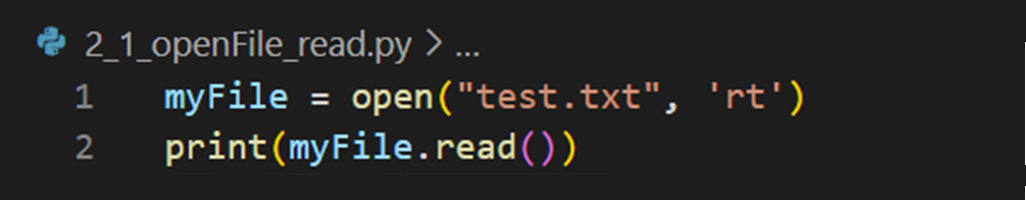 2_1_openFile_read.py > ...
1 myFile = open("test.txt", 'rt')
2 print(myFile.read())